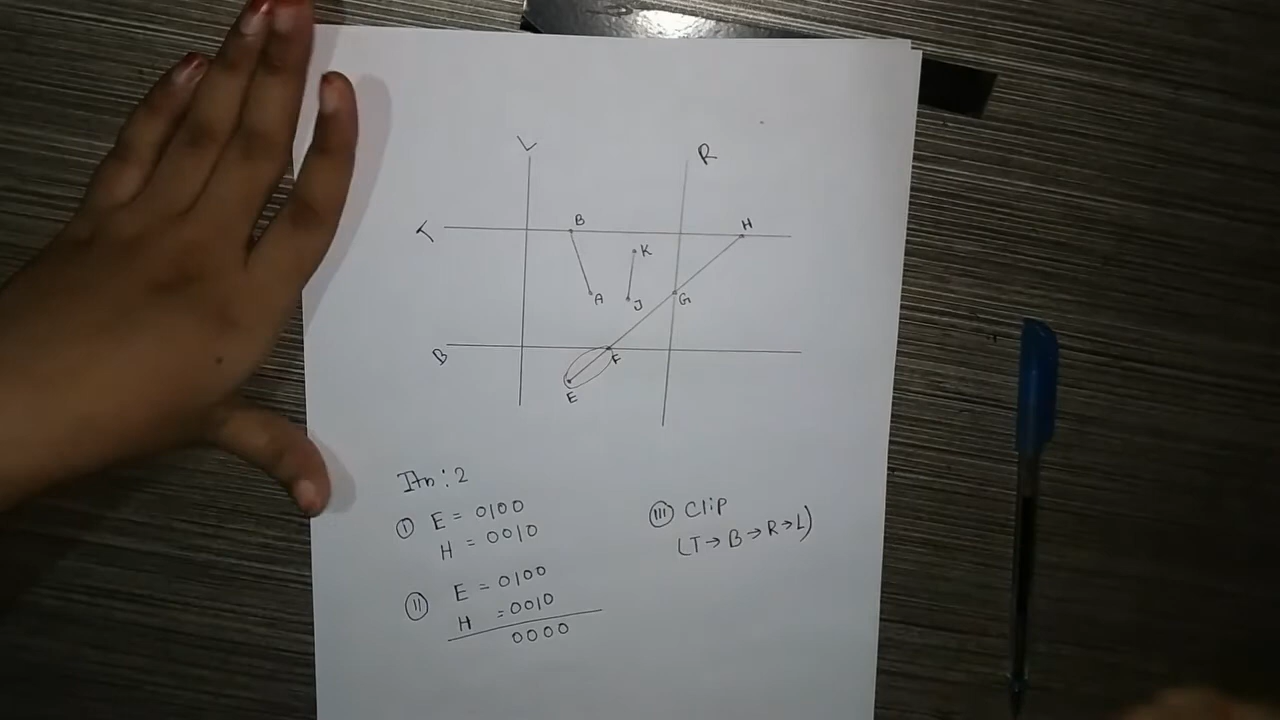 L
R
T
B
H
K
A
J
G
B
F
E
Itn : 2
I E = 0100
H = 0010
II E = 0100
H = 0010
0000
III Clip
(T→B→R→L)